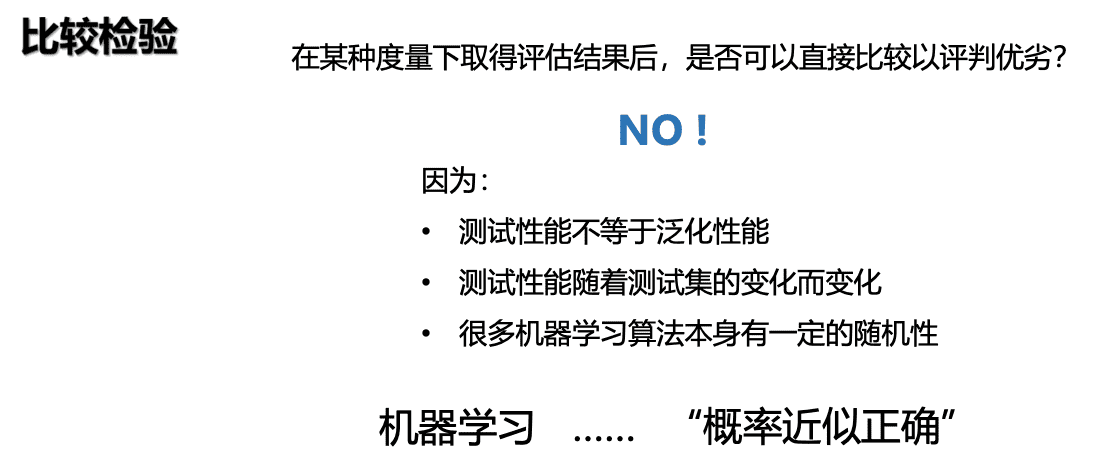 比较检验
在某种度量下取得评估结果后，是否可以直接比较以评判优劣？
NO！
因为：
• 测试性能不等于泛化性能
• 测试性能随着测试集的变化而变化
• 很多机器学习算法本身有一定的随机性
机器学习 …… “概率近似正确”